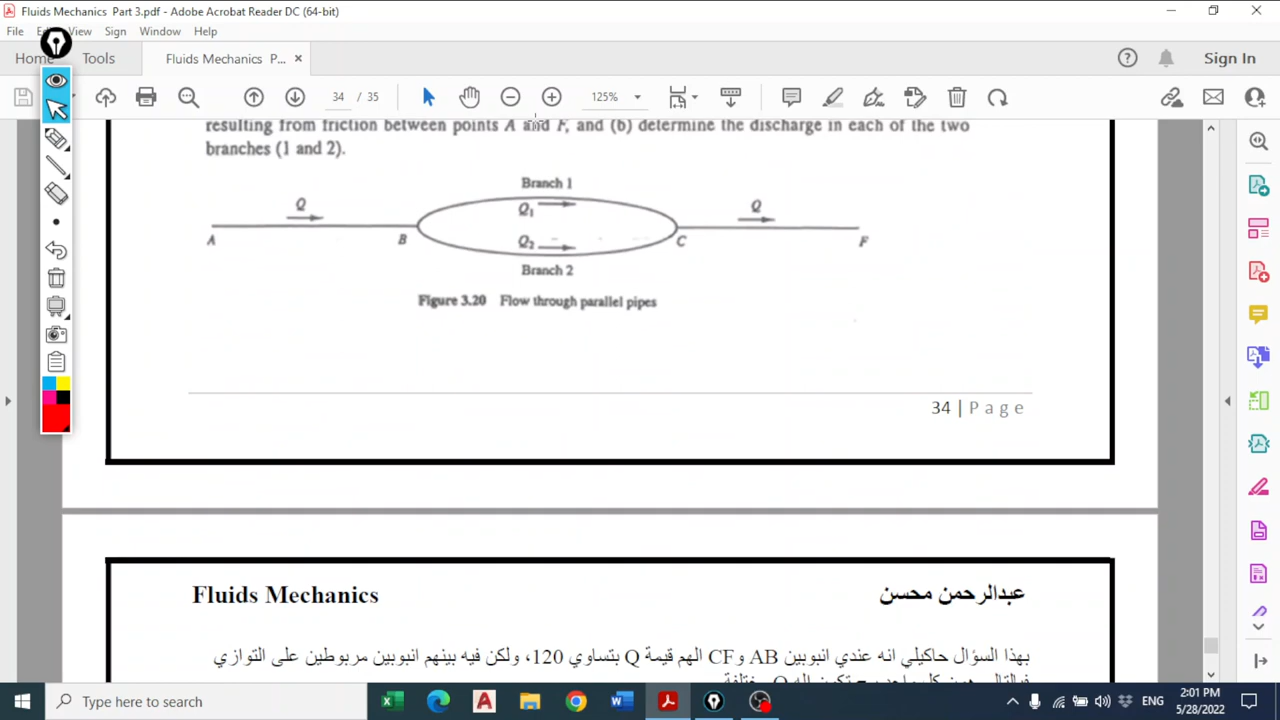 Fluids Mechanics Part 3.pdf - Adobe Acrobat Reader DC (64-bit)
File View Sign Window Help
Home Tools Fluids Mechanics P... × Sign In
34 / 35 125%
resulting from friction between points A and F, and (b) determine the discharge in each of the two
branches (1 and 2).
Branch 1
Q Q₁ Q
A B Q₂ C F
Branch 2
Figure 3.20 Flow through parallel pipes
34 | Page
Fluids Mechanics عبدالرحمن محسن
بهذا السؤال حاكيلي انه عندي انبوبين AB وCF الهم قيمة Q بتساوي 120، ولكن فيه بينهم انبوبين مربوطين على التوازي
Type here to search
ENG 2:01 PM
5/28/2022